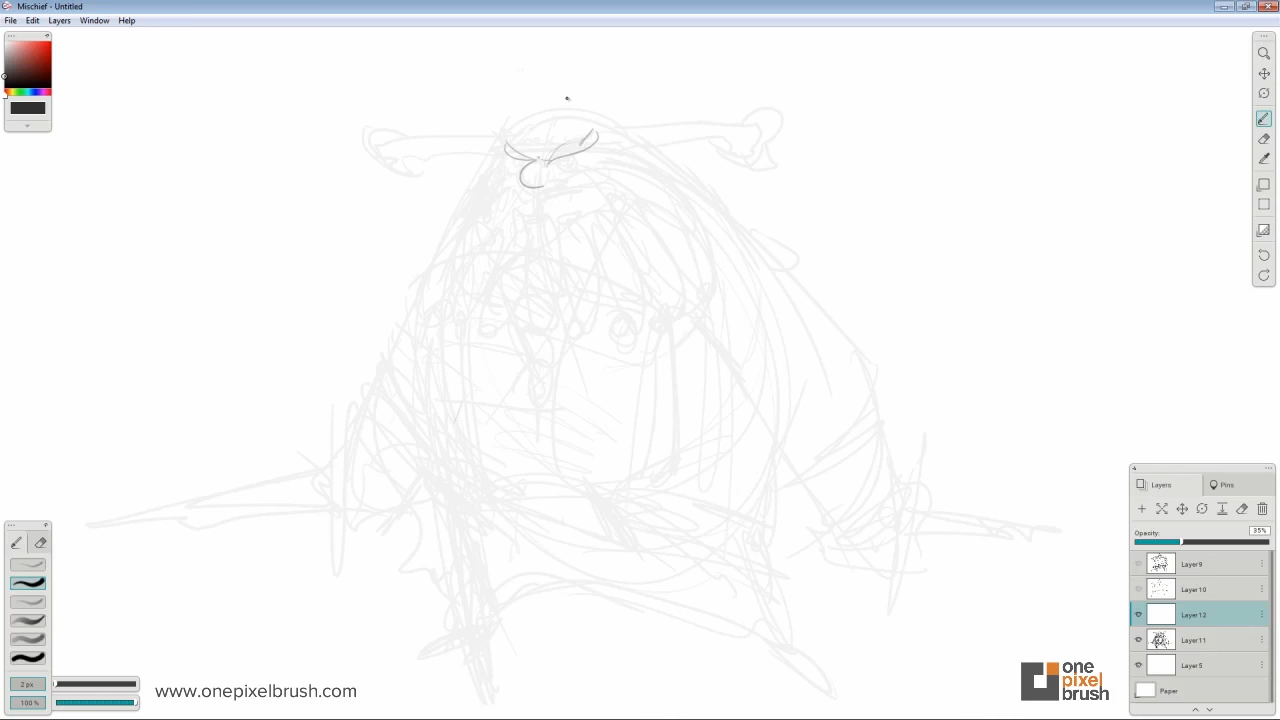 Mischief - Untitled
File Edit Layers Window Help
Layers Pins
Opacity: 35%
Layer 9
Layer 10
Layer 12
Layer 11
Layer 5
Paper
2 px
100 %
www.onepixelbrush.com
one
pixel
brush